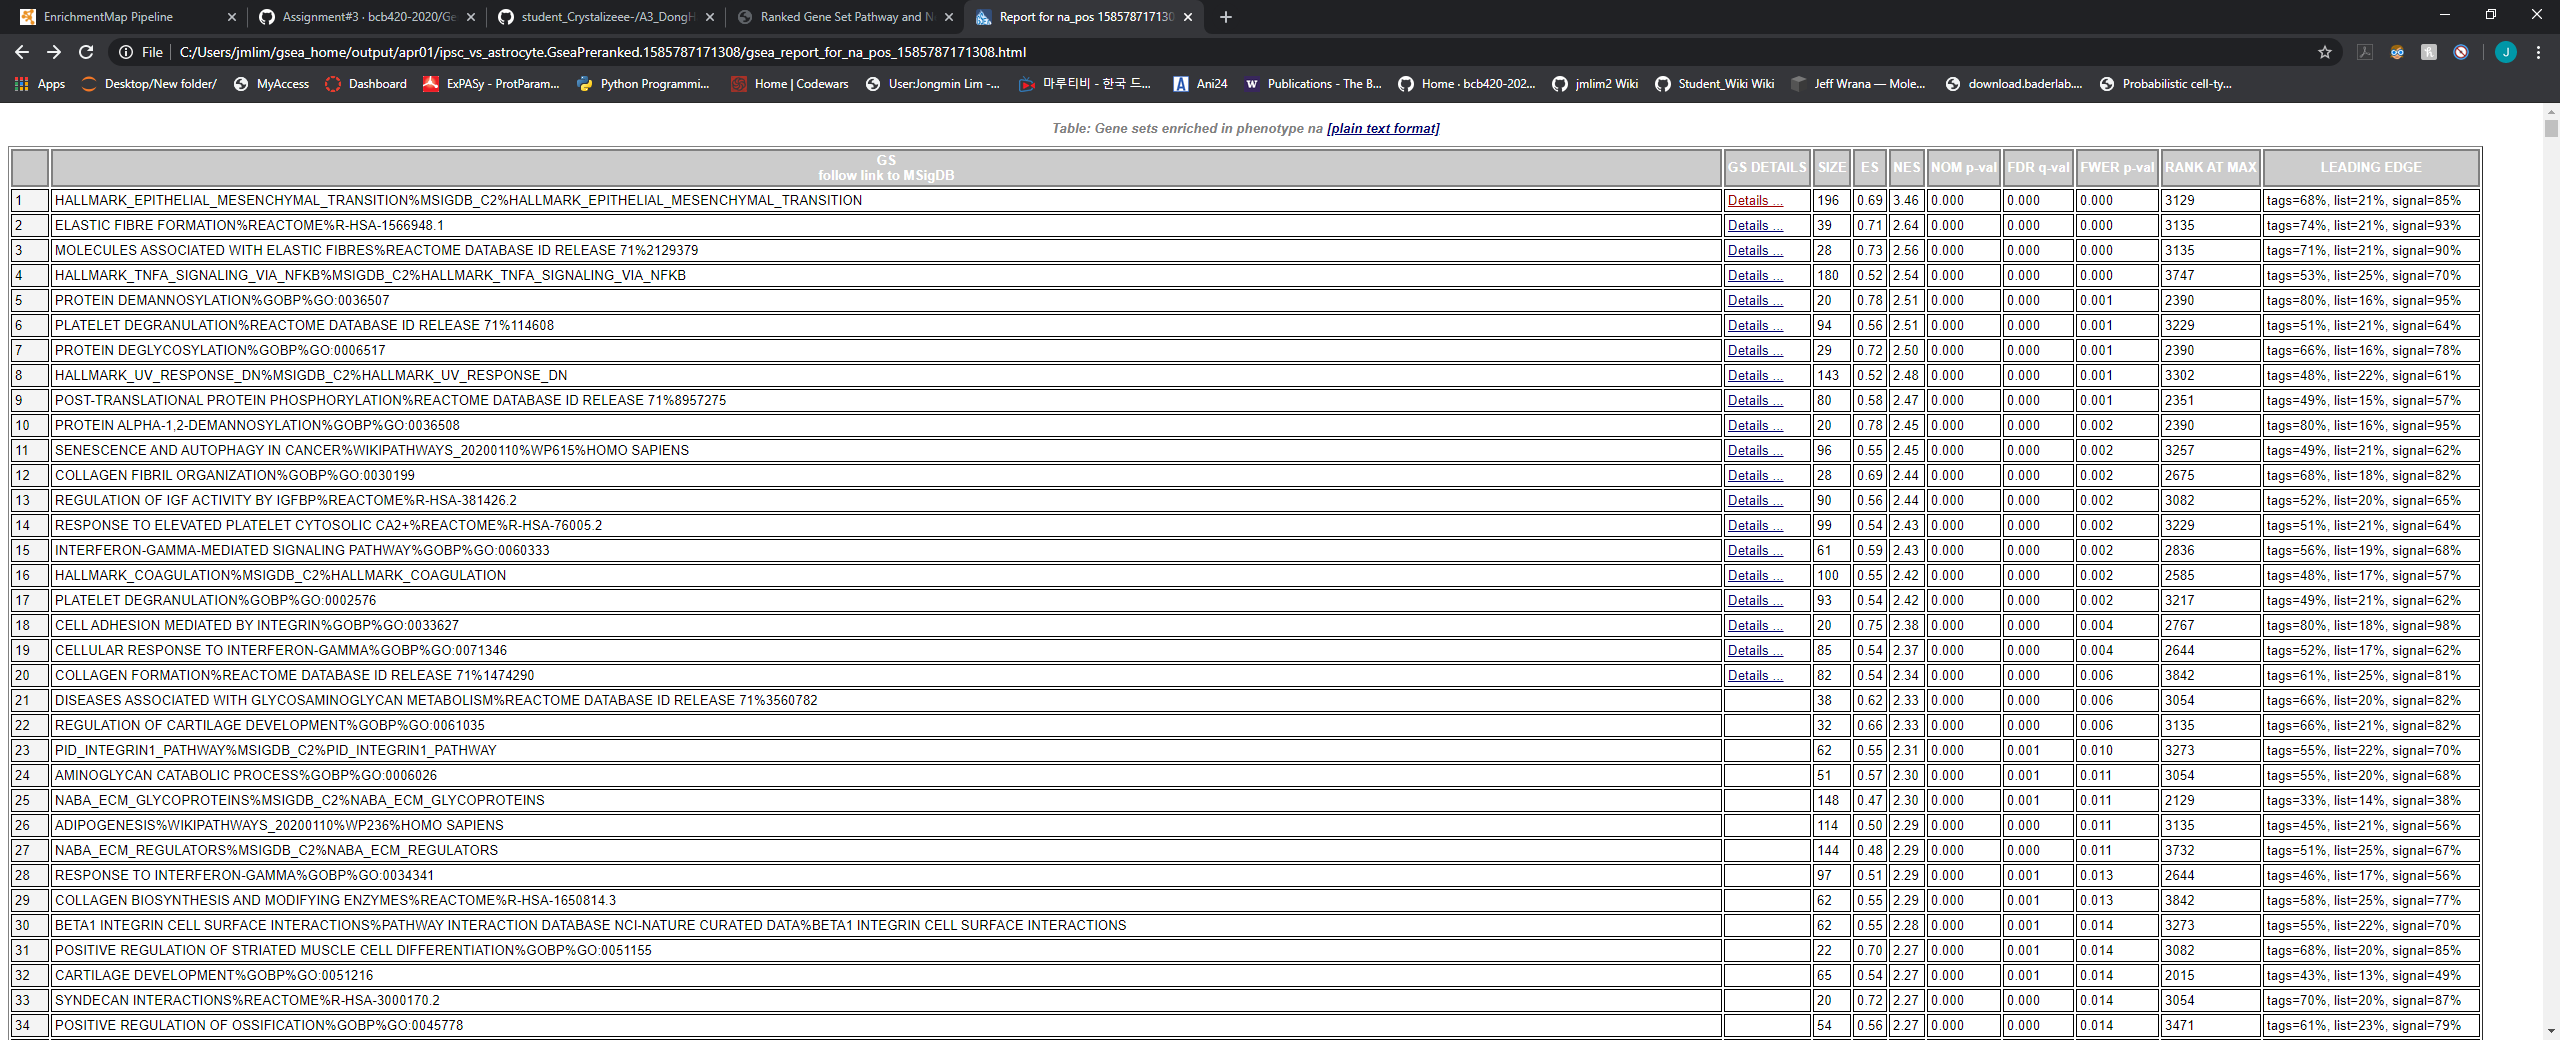 EnrichmentMap Pipeline
Assignment#3 · bcb420-2020/Ge
student_Crystalizeee-/A3_DongH
Ranked Gene Set Pathway and N
Report for na_pos 1585787171308
File C:/Users/jmlim/gsea_home/output/apr01/ipsc_vs_astrocyte.GseaPreranked.1585787171308/gsea_report_for_na_pos_1585787171308.html
J
Apps Desktop/New folder/ MyAccess Dashboard ExPASy - ProtParam... Python Programmi... Home | Codewars User:Jongmin Lim -... 마루티비 - 한국 드... Ani24 Publications - The B... Home · bcb420-202... jmlim2 Wiki Student_Wiki Wiki Jeff Wrana — Mole... download.baderlab.... Probabilistic cell-ty...
Table: Gene sets enriched in phenotype na [plain text format]
GS follow link to MSigDB GS DETAILS SIZE ES NES NOM p-val FDR q-val FWER p-val RANK AT MAX LEADING EDGE
1 HALLMARK_EPITHELIAL_MESENCHYMAL_TRANSITION%MSIGDB_C2%HALLMARK_EPITHELIAL_MESENCHYMAL_TRANSITION Details ... 196 0.69 3.46 0.000 0.000 0.000 3129 tags=68%, list=21%, signal=85%
2 ELASTIC FIBRE FORMATION%REACTOME%R-HSA-1566948.1 Details ... 39 0.71 2.64 0.000 0.000 0.000 3135 tags=74%, list=21%, signal=93%
3 MOLECULES ASSOCIATED WITH ELASTIC FIBRES%REACTOME DATABASE ID RELEASE 71%2129379 Details ... 28 0.73 2.56 0.000 0.000 0.000 3135 tags=71%, list=21%, signal=90%
4 HALLMARK_TNFA_SIGNALING_VIA_NFKB%MSIGDB_C2%HALLMARK_TNFA_SIGNALING_VIA_NFKB Details ... 180 0.52 2.54 0.000 0.000 0.000 3747 tags=53%, list=25%, signal=70%
5 PROTEIN DEMANNOSYLATION%GOBP%GO:0036507 Details ... 20 0.78 2.51 0.000 0.000 0.001 2390 tags=80%, list=16%, signal=95%
6 PLATELET DEGRANULATION%REACTOME DATABASE ID RELEASE 71%114608 Details ... 94 0.56 2.51 0.000 0.000 0.001 3229 tags=51%, list=21%, signal=64%
7 PROTEIN DEGLYCOSYLATION%GOBP%GO:0006517 Details ... 29 0.72 2.50 0.000 0.000 0.001 2390 tags=66%, list=16%, signal=78%
8 HALLMARK_UV_RESPONSE_DN%MSIGDB_C2%HALLMARK_UV_RESPONSE_DN Details ... 143 0.52 2.48 0.000 0.000 0.001 3302 tags=48%, list=22%, signal=61%
9 POST-TRANSLATIONAL PROTEIN PHOSPHORYLATION%REACTOME DATABASE ID RELEASE 71%8957275 Details ... 80 0.58 2.47 0.000 0.000 0.001 2351 tags=49%, list=15%, signal=57%
10 PROTEIN ALPHA-1,2-DEMANNOSYLATION%GOBP%GO:0036508 Details ... 20 0.78 2.45 0.000 0.000 0.002 2390 tags=80%, list=16%, signal=95%
11 SENESCENCE AND AUTOPHAGY IN CANCER%WIKIPATHWAYS_20200110%WP615%HOMO SAPIENS Details ... 96 0.55 2.45 0.000 0.000 0.002 3257 tags=49%, list=21%, signal=62%
12 COLLAGEN FIBRIL ORGANIZATION%GOBP%GO:0030199 Details ... 28 0.69 2.44 0.000 0.000 0.002 2675 tags=68%, list=18%, signal=82%
13 REGULATION OF IGF ACTIVITY BY IGFBP%REACTOME%R-HSA-381426.2 Details ... 90 0.56 2.44 0.000 0.000 0.002 3082 tags=52%, list=20%, signal=65%
14 RESPONSE TO ELEVATED PLATELET CYTOSOLIC CA2+%REACTOME%R-HSA-76005.2 Details ... 99 0.54 2.43 0.000 0.000 0.002 3229 tags=51%, list=21%, signal=64%
15 INTERFERON-GAMMA-MEDIATED SIGNALING PATHWAY%GOBP%GO:0060333 Details ... 61 0.59 2.43 0.000 0.000 0.002 2836 tags=56%, list=19%, signal=68%
16 HALLMARK_COAGULATION%MSIGDB_C2%HALLMARK_COAGULATION Details ... 100 0.55 2.42 0.000 0.000 0.002 2585 tags=48%, list=17%, signal=57%
17 PLATELET DEGRANULATION%GOBP%GO:0002576 Details ... 93 0.54 2.42 0.000 0.000 0.002 3217 tags=49%, list=21%, signal=62%
18 CELL ADHESION MEDIATED BY INTEGRIN%GOBP%GO:0033627 Details ... 20 0.75 2.38 0.000 0.000 0.004 2767 tags=80%, list=18%, signal=98%
19 CELLULAR RESPONSE TO INTERFERON-GAMMA%GOBP%GO:0071346 Details ... 85 0.54 2.37 0.000 0.000 0.004 2644 tags=52%, list=17%, signal=62%
20 COLLAGEN FORMATION%REACTOME DATABASE ID RELEASE 71%1474290 Details ... 82 0.54 2.34 0.000 0.000 0.006 3842 tags=61%, list=25%, signal=81%
21 DISEASES ASSOCIATED WITH GLYCOSAMINOGLYCAN METABOLISM%REACTOME DATABASE ID RELEASE 71%3560782 38 0.62 2.33 0.000 0.000 0.006 3054 tags=66%, list=20%, signal=82%
22 REGULATION OF CARTILAGE DEVELOPMENT%GOBP%GO:0061035 32 0.66 2.33 0.000 0.000 0.006 3135 tags=66%, list=21%, signal=82%
23 PID_INTEGRIN1_PATHWAY%MSIGDB_C2%PID_INTEGRIN1_PATHWAY 62 0.55 2.31 0.000 0.001 0.010 3273 tags=55%, list=22%, signal=70%
24 AMINOGLYCAN CATABOLIC PROCESS%GOBP%GO:0006026 51 0.57 2.30 0.000 0.001 0.011 3054 tags=55%, list=20%, signal=68%
25 NABA_ECM_GLYCOPROTEINS%MSIGDB_C2%NABA_ECM_GLYCOPROTEINS 148 0.47 2.30 0.000 0.001 0.011 2129 tags=33%, list=14%, signal=38%
26 ADIPOGENESIS%WIKIPATHWAYS_20200110%WP236%HOMO SAPIENS 114 0.50 2.29 0.000 0.000 0.011 3135 tags=45%, list=21%, signal=56%
27 NABA_ECM_REGULATORS%MSIGDB_C2%NABA_ECM_REGULATORS 144 0.48 2.29 0.000 0.000 0.011 3732 tags=51%, list=25%, signal=67%
28 RESPONSE TO INTERFERON-GAMMA%GOBP%GO:0034341 97 0.51 2.29 0.000 0.001 0.013 2644 tags=46%, list=17%, signal=56%
29 COLLAGEN BIOSYNTHESIS AND MODIFYING ENZYMES%REACTOME%R-HSA-1650814.3 62 0.55 2.29 0.000 0.001 0.013 3842 tags=58%, list=25%, signal=77%
30 BETA1 INTEGRIN CELL SURFACE INTERACTIONS%PATHWAY INTERACTION DATABASE NCI-NATURE CURATED DATA%BETA1 INTEGRIN CELL SURFACE INTERACTIONS 62 0.55 2.28 0.000 0.001 0.014 3273 tags=55%, list=22%, signal=70%
31 POSITIVE REGULATION OF STRIATED MUSCLE CELL DIFFERENTIATION%GOBP%GO:0051155 22 0.70 2.27 0.000 0.001 0.014 3082 tags=68%, list=20%, signal=85%
32 CARTILAGE DEVELOPMENT%GOBP%GO:0051216 65 0.54 2.27 0.000 0.001 0.014 2015 tags=43%, list=13%, signal=49%
33 SYNDECAN INTERACTIONS%REACTOME%R-HSA-3000170.2 20 0.72 2.27 0.000 0.000 0.014 3054 tags=70%, list=20%, signal=87%
34 POSITIVE REGULATION OF OSSIFICATION%GOBP%GO:0045778 54 0.56 2.27 0.000 0.000 0.014 3471 tags=61%, list=23%, signal=79%